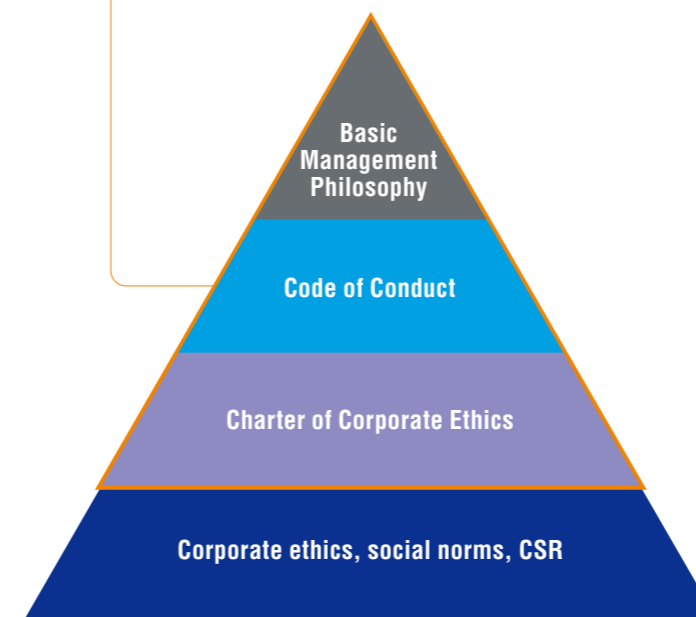 Basic
Management
Philosophy
Code of Conduct
Charter of Corporate Ethics
Corporate ethics, social norms, CSR